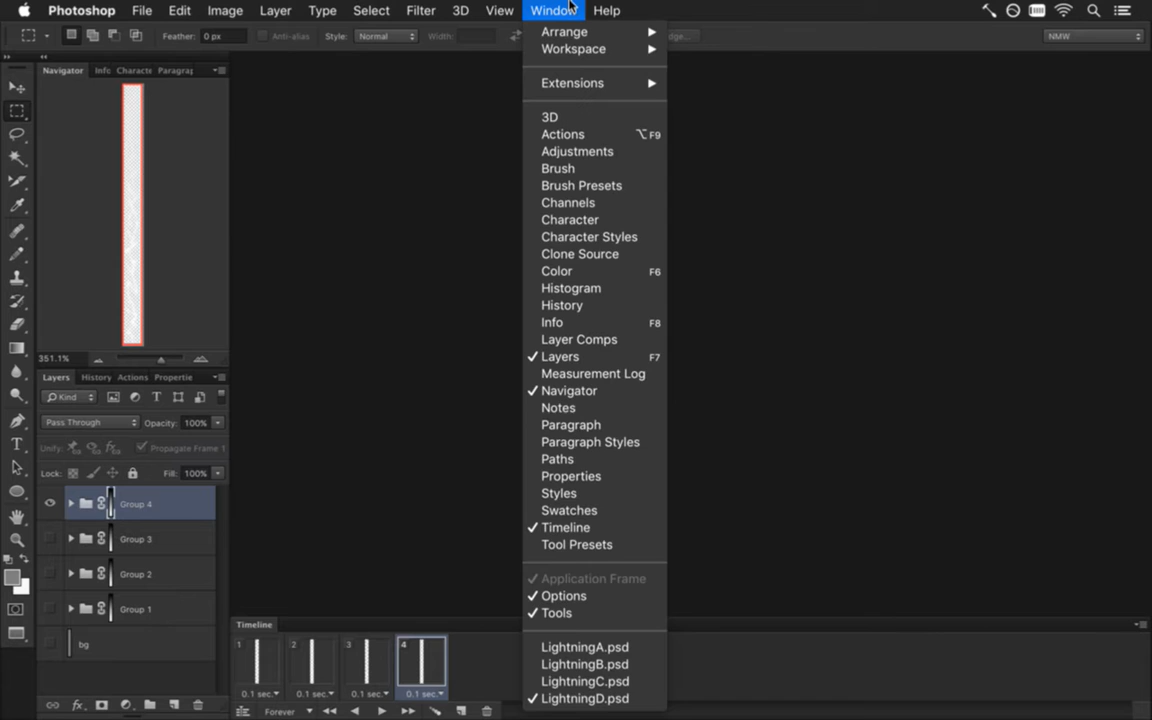 Photoshop File Edit Image Layer Type Select Filter 3D View Window Help
Feather: 0 px Anti-alias Style: Normal Width: dge... NMW
Navigator Info Characte Paragrap
351.1%
Layers History Actions Propertie
Kind
Pass Through Opacity: 100%
Unify: Propagate Frame 1
Lock: Fill: 100%
Group 4
Group 3
Group 2
Group 1
bg
Arrange
Workspace
Extensions
3D
Actions ⌥F9
Adjustments
Brush
Brush Presets
Channels
Character
Character Styles
Clone Source
Color F6
Histogram
History
Info F8
Layer Comps
✓ Layers F7
Measurement Log
✓ Navigator
Notes
Paragraph
Paragraph Styles
Paths
Properties
Styles
Swatches
✓ Timeline
Tool Presets
✓ Application Frame
✓ Options
✓ Tools
LightningA.psd
LightningB.psd
LightningC.psd
✓ LightningD.psd
Timeline
1 2 3 4
0.1 sec. 0.1 sec. 0.1 sec. 0.1 sec.
Forever